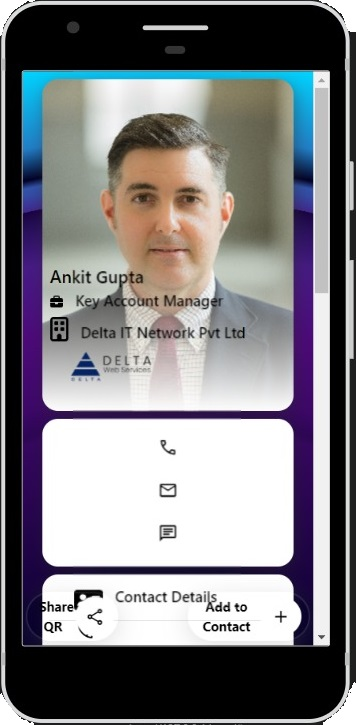 Ankit Gupta
Key Account Manager
Delta IT Network Pvt Ltd
DELTA
Web Services
DELTA
Contact Details
Share
QR
Add to
Contact